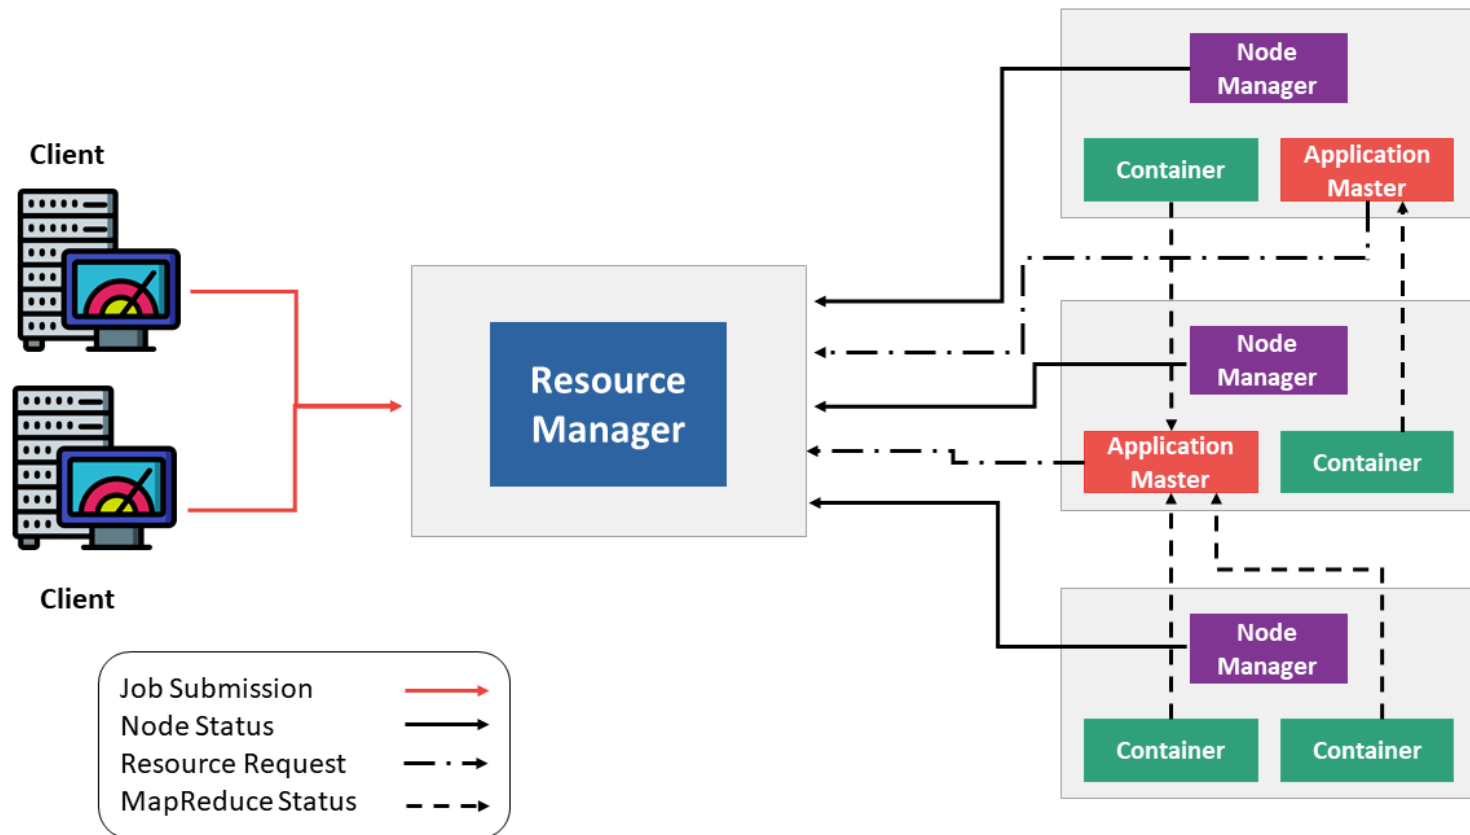 Client
Client
Job Submission
Node Status
Resource Request
MapReduce Status
Resource
Manager
Node
Manager
Container
Application
Master
Node
Manager
Application
Master
Container
Node
Manager
Container
Container